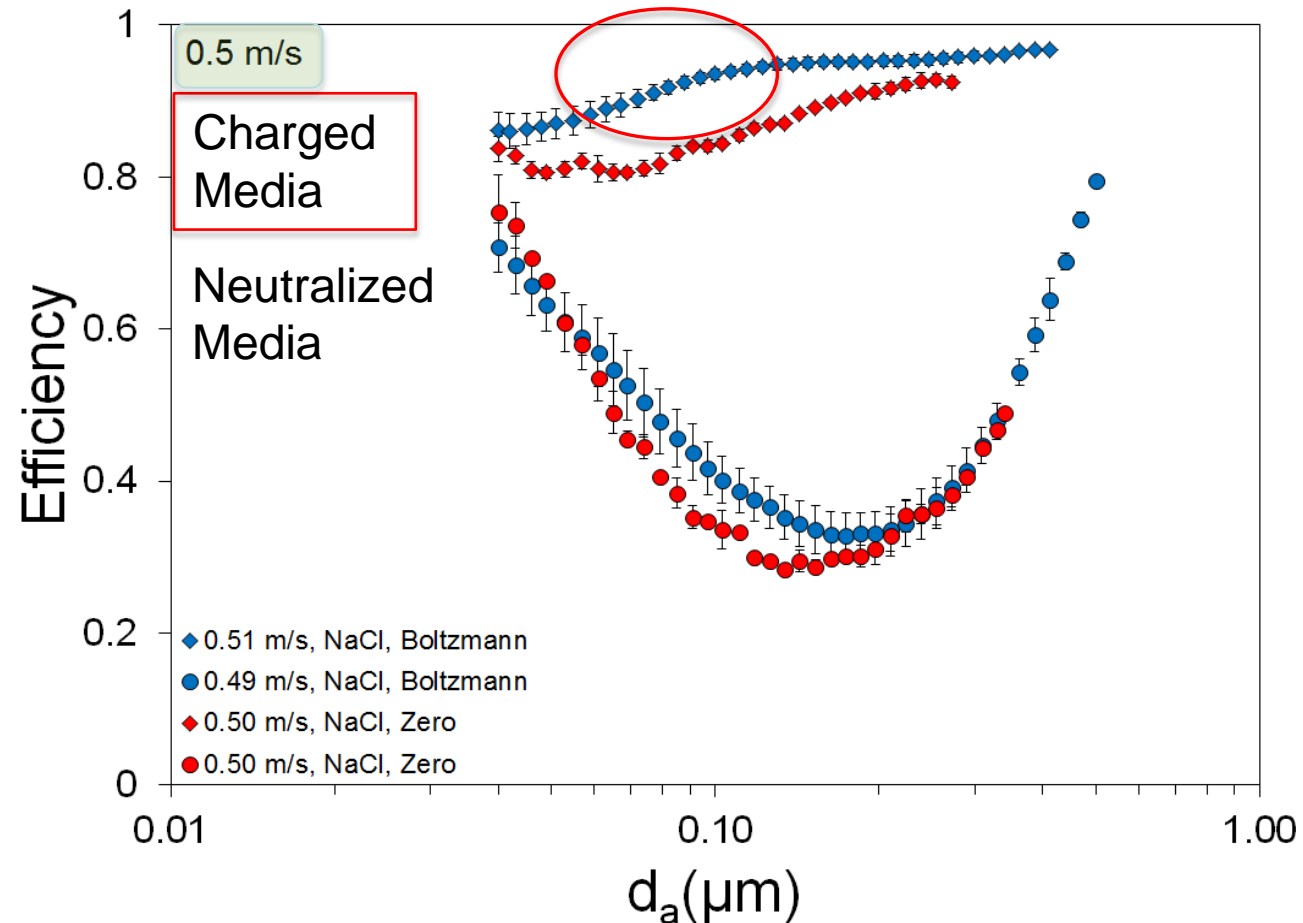 1
0.5 m/s
Charged
Media
0.8
Neutralized
Media
0.6
Efficiency
0.4
0.2
0.51 m/s, NaCl, Boltzmann
0.49 m/s, NaCl, Boltzmann
0.50 m/s, NaCl, Zero
0.50 m/s, NaCl, Zero
0
0.01
0.10
1.00
da(µm)